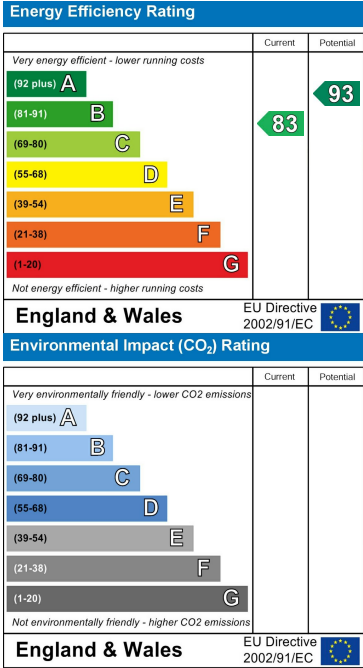 Energy Efficiency Rating
Current Potential
Very energy efficient - lower running costs
(92 plus) A
93
(81-91) B
83
(69-80) C
(55-68) D
(39-54) E
(21-38) F
(1-20) G
Not energy efficient - higher running costs
England & Wales
EU Directive
2002/91/EC
Environmental Impact (CO₂) Rating
Current Potential
Very environmentally friendly - lower CO2 emissions
(92 plus) A
(81-91) B
(69-80) C
(55-68) D
(39-54) E
(21-38) F
(1-20) G
Not environmentally friendly - higher CO2 emissions
England & Wales
EU Directive
2002/91/EC